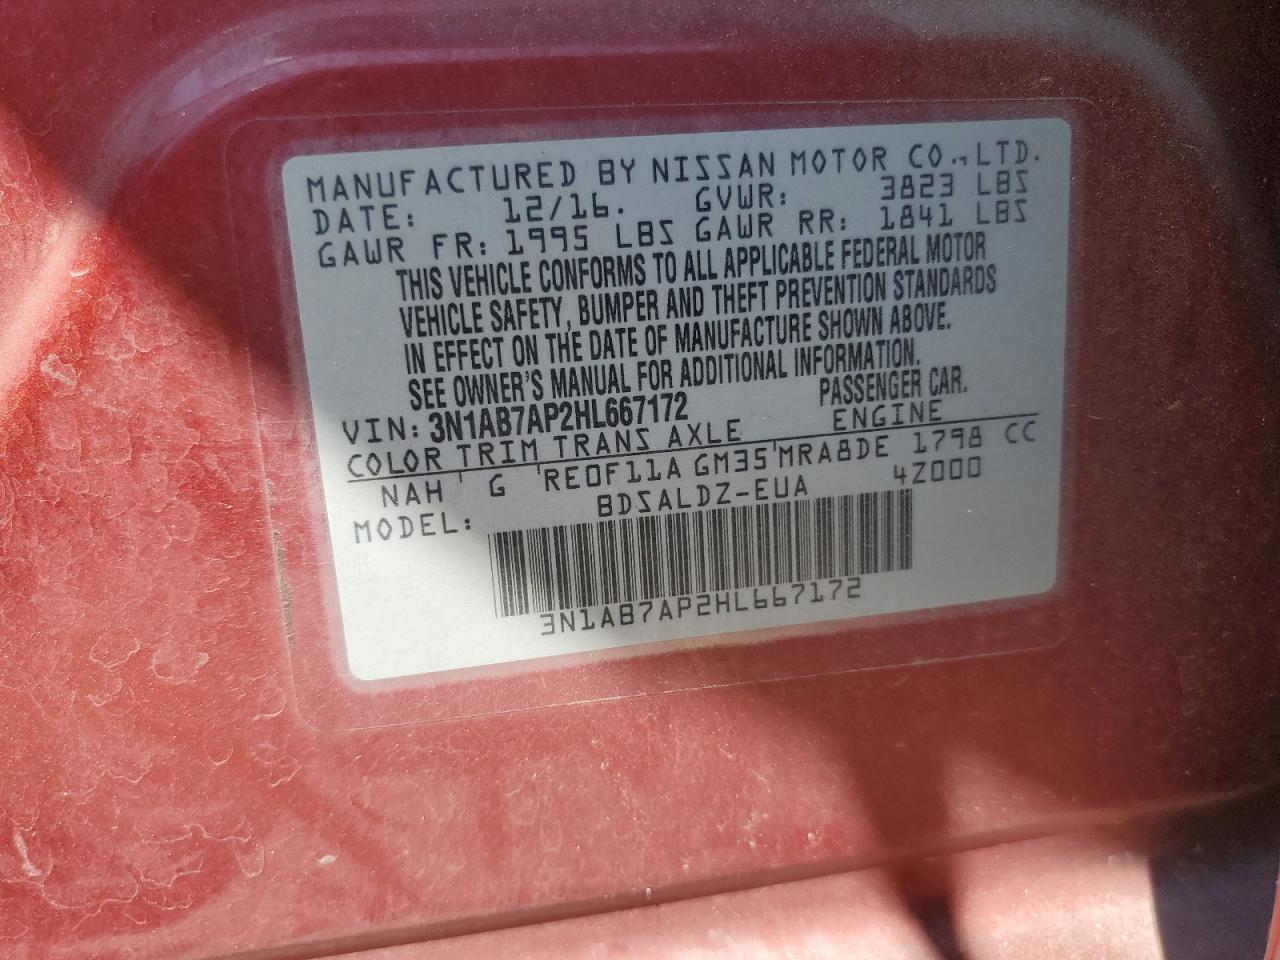 MANUFACTURED BY NISSAN MOTOR CO., LTD.
DATE: 12/16. GVWR: 3823 LBS
GAWR FR: 1995 LBS GAWR RR: 1841 LBS
THIS VEHICLE CONFORMS TO ALL APPLICABLE FEDERAL MOTOR
VEHICLE SAFETY, BUMPER AND THEFT PREVENTION STANDARDS
IN EFFECT ON THE DATE OF MANUFACTURE SHOWN ABOVE.
SEE OWNER'S MANUAL FOR ADDITIONAL INFORMATION.
VIN: 3N1AB7AP2HL667172 PASSENGER CAR.
COLOR TRIM TRANS AXLE ENGINE
NAH G RE0F11A GM35 MRA8DE 1798 CC
MODEL: BDSALDZ-EUA 4Z000
3N1AB7AP2HL667172